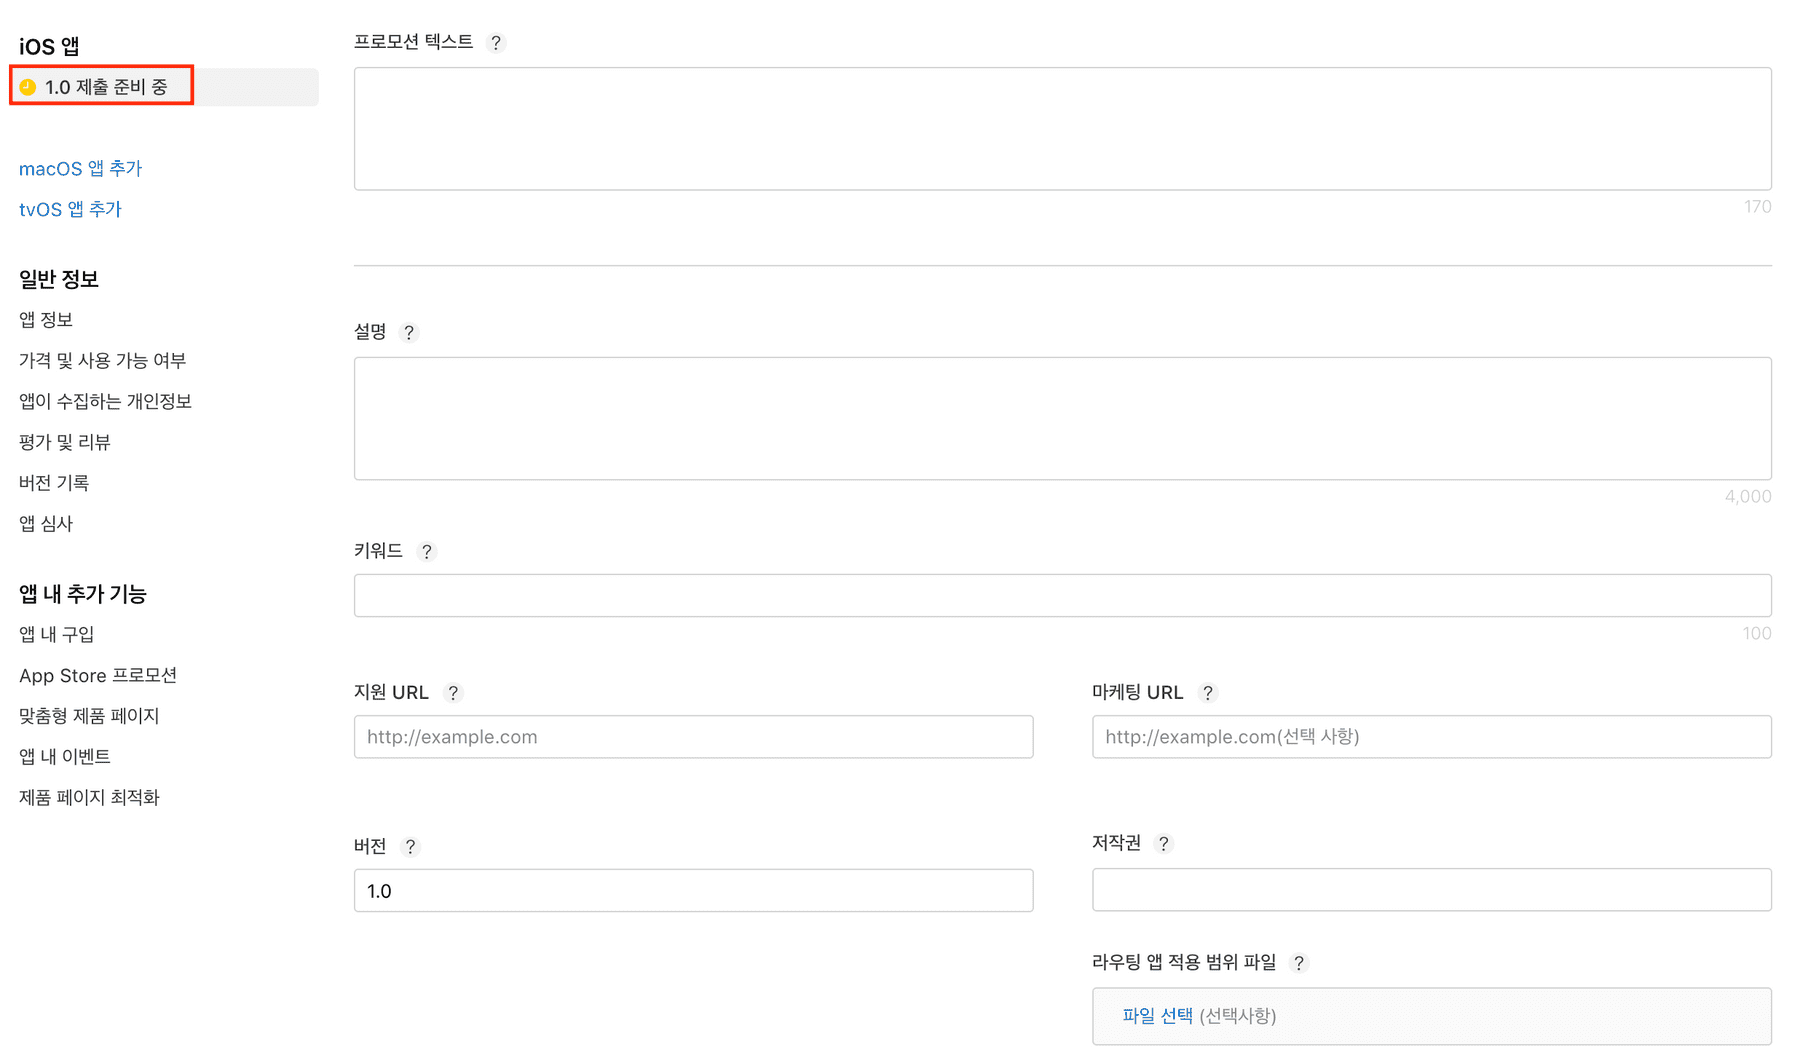 iOS 앱
1.0 제출 준비 중
macOS 앱 추가
tvOS 앱 추가
일반 정보
앱 정보
가격 및 사용 가능 여부
앱이 수집하는 개인정보
평가 및 리뷰
버전 기록
앱 심사
앱 내 추가 기능
앱 내 구입
App Store 프로모션
맞춤형 제품 페이지
앱 내 이벤트
제품 페이지 최적화
프로모션 텍스트 ?
170
설명 ?
4,000
키워드 ?
100
지원 URL ?
http://example.com
마케팅 URL ?
http://example.com(선택 사항)
버전 ?
1.0
저작권 ?
라우팅 앱 적용 범위 파일 ?
파일 선택 (선택사항)